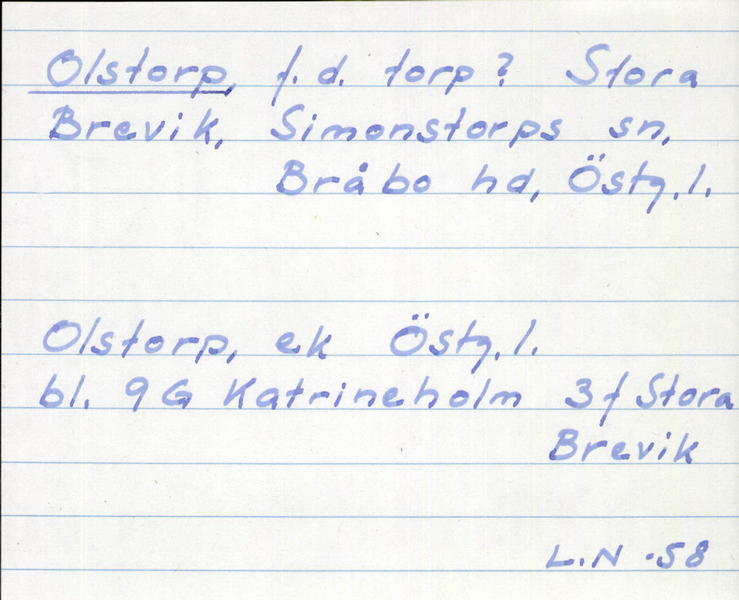 Olstorp, f.d. torp? Stora
Brevik, Simonstorps sn,
Bråbo hd, Östg.l.
Olstorp, ek Östg.l.
bl. 9G Katrineholm 3f Stora
Brevik
L.N -58